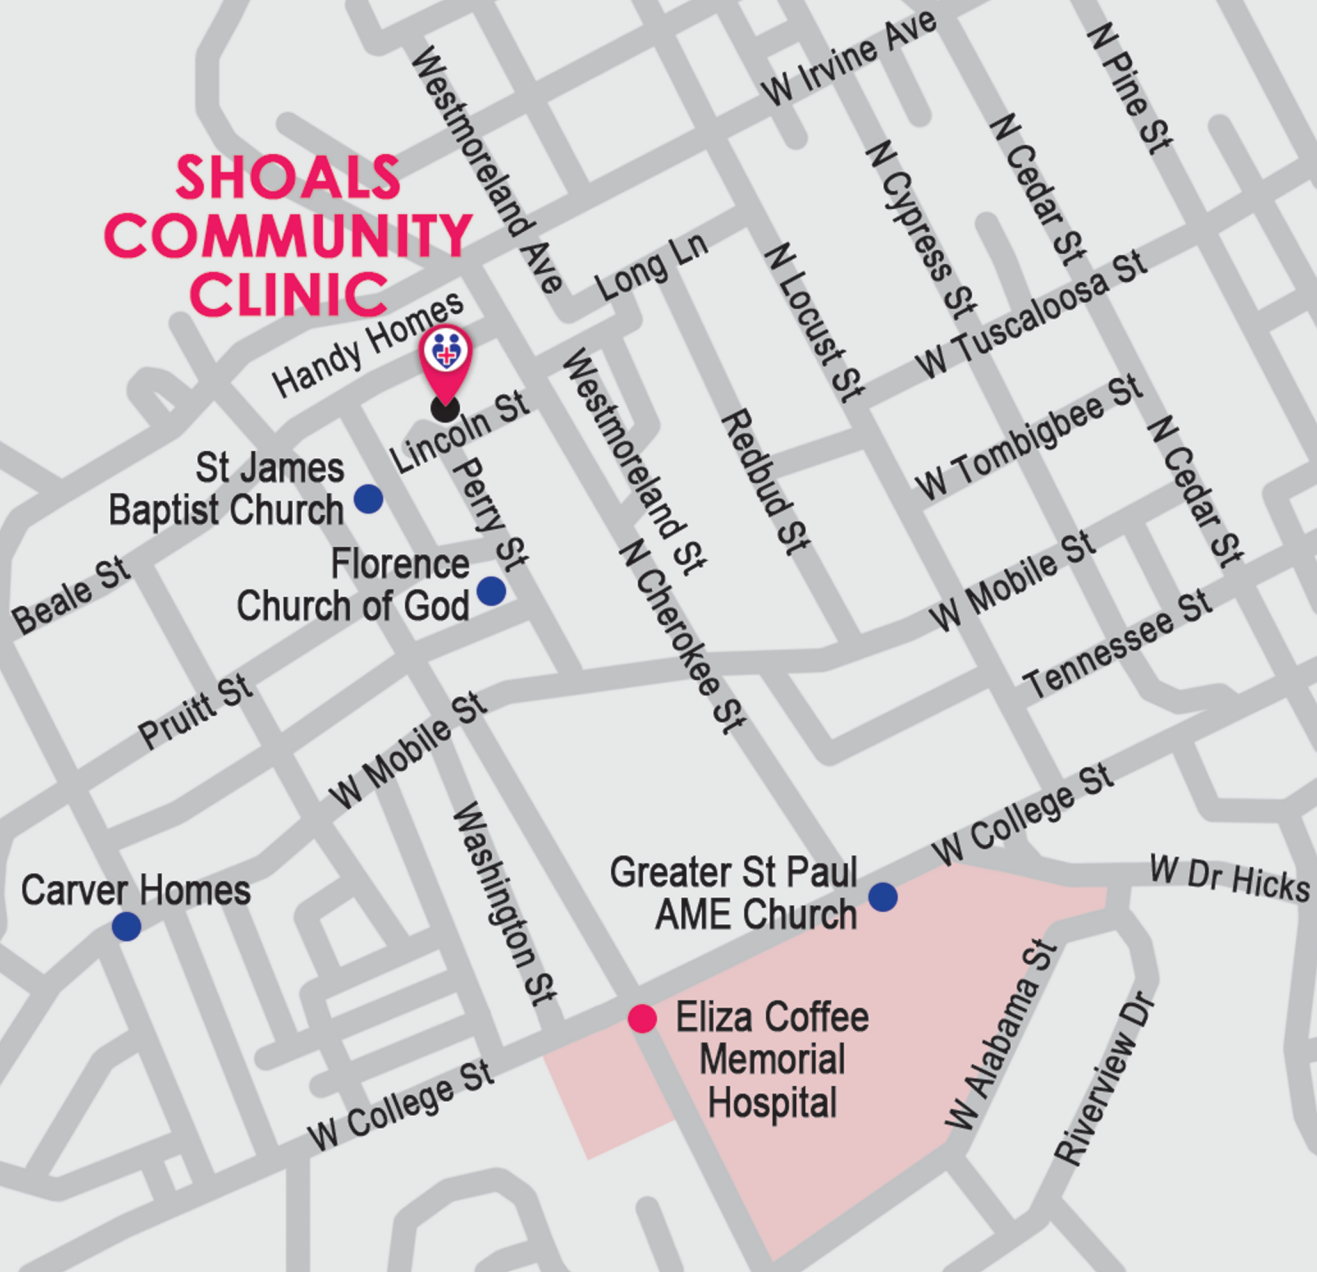 W Irvine Ave
N Pine St
Westmoreland Ave
N Cedar St
N Cypress St
SHOALS
COMMUNITY
CLINIC
Long Ln
N Locust St
W Tuscaloosa St
Handy Homes
Lincoln St
Westmoreland St
Redbud St
W Tombigbee St
N Cedar St
St James
Baptist Church
Perry St
Florence
Church of God
Beale St
N Cherokee St
W Mobile St
Tennessee St
Pruitt St
W Mobile St
Washington St
W College St
Greater St Paul
AME Church
W Dr Hicks
Carver Homes
Eliza Coffee
Memorial
Hospital
W Alabama St
Riverview Dr
W College St